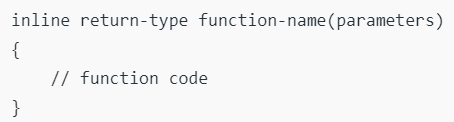 inline return-type function-name(parameters)
{
    // function code
}